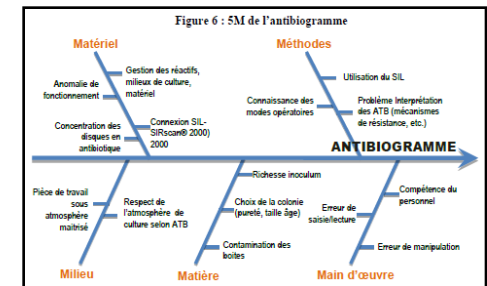 Figure 6 : 5M de l'antibiogramme
Matériel
Méthodes
Gestion des réactifs,
milieux de culture,
matériel
Anomalie de
fonctionnement
Connexion SIL-
SIRscan® 2000)
2000
Concentration des
disques en
antibiotique
Utilisation du SIL
Connaissance des
modes opératoires
Problème Interprétation
des ATB (mécanismes
de résistance, etc.)
ANTIBIOGRAMME
Pièce de travail
sous
atmosphère
maitrisé
Respect de
l'atmosphère de
culture selon ATB
Richesse inoculum
Choix de la colonie
(pureté, taille âge)
Contamination des
boites
Compétence du
personnel
Erreur de
saisie/lecture
Erreur de manipulation
Milieu
Matière
Main d'œuvre